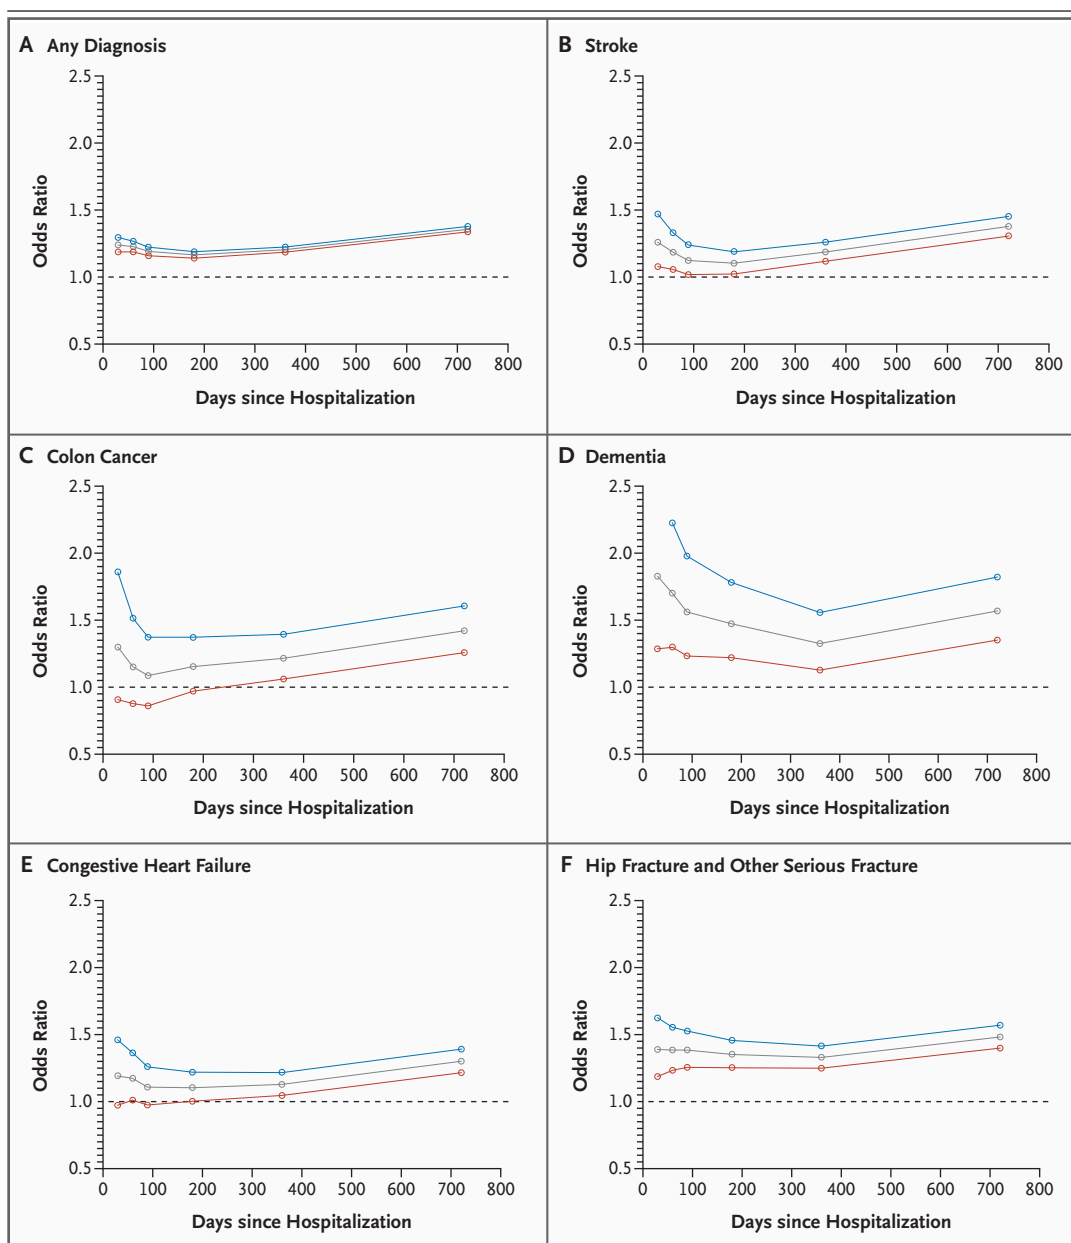 A Any Diagnosis
2.5
2.0
1.5
1.0
0.5
Odds Ratio
0 100 200 300 400 500 600 700 800
Days since Hospitalization
B Stroke
2.5
2.0
1.5
1.0
0.5
Odds Ratio
0 100 200 300 400 500 600 700 800
Days since Hospitalization
C Colon Cancer
2.5
2.0
1.5
1.0
0.5
Odds Ratio
0 100 200 300 400 500 600 700 800
Days since Hospitalization
D Dementia
2.5
2.0
1.5
1.0
0.5
Odds Ratio
0 100 200 300 400 500 600 700 800
Days since Hospitalization
E Congestive Heart Failure
2.5
2.0
1.5
1.0
0.5
Odds Ratio
0 100 200 300 400 500 600 700 800
Days since Hospitalization
F Hip Fracture and Other Serious Fracture
2.5
2.0
1.5
1.0
0.5
Odds Ratio
0 100 200 300 400 500 600 700 800
Days since Hospitalization